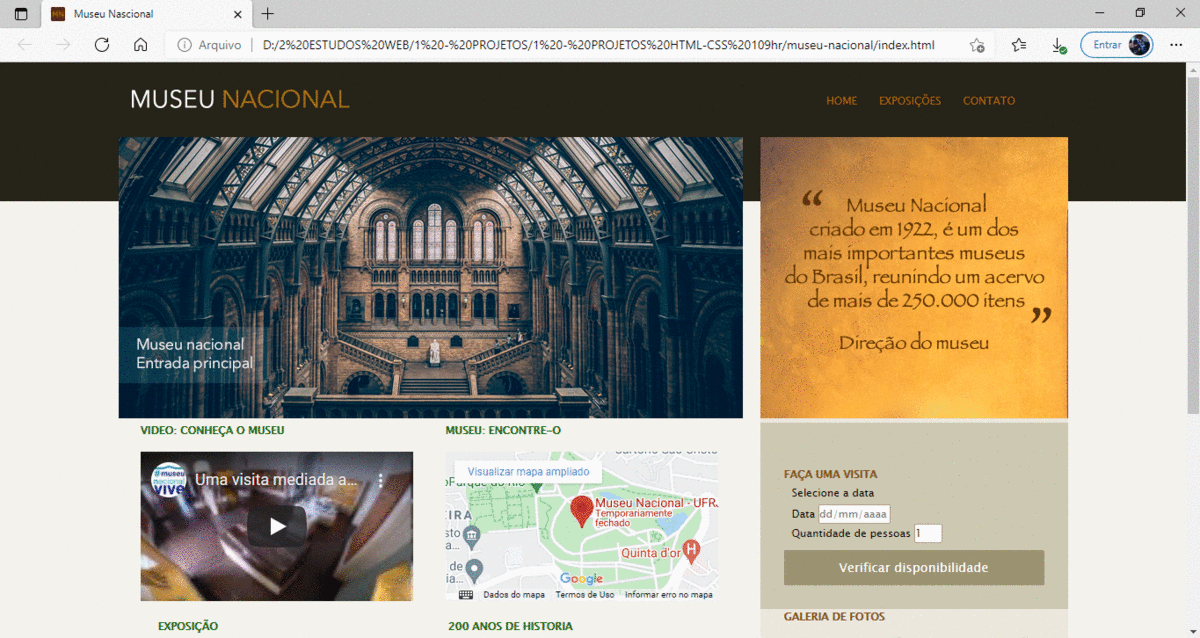 Museu Nascional
Arquivo
D:/2%20ESTUDOS%20WEB/1%20-%20PROJETOS/1%20-%20PROJETOS%20HTML-CSS%20109hr/museu-nacional/index.html
Entrar
MUSEU NACIONAL
HOME
EXPOSIÇÕES
CONTATO
Museu nacional
Entrada principal
“ Museu Nacional
criado em 1922, é um dos
mais importantes museus
do Brasil, reunindo um acervo
de mais de 250.000 itens ”
Direção do museu
VIDEO: CONHEÇA O MUSEU
#museu
nacional
vive
Uma visita mediada a...
MUSEU: ENCONTRE-O
Visualizar mapa ampliado
Museu Nacional - UFRJ
Temporariamente
fechado
Quinta d'or
Google
Dados do mapa
Termos de Uso
Informar erro no mapa
FAÇA UMA VISITA
Selecione a data
Data dd/mm/aaaa
Quantidade de pessoas 1
Verificar disponibilidade
GALERIA DE FOTOS
EXPOSIÇÃO
200 ANOS DE HISTORIA